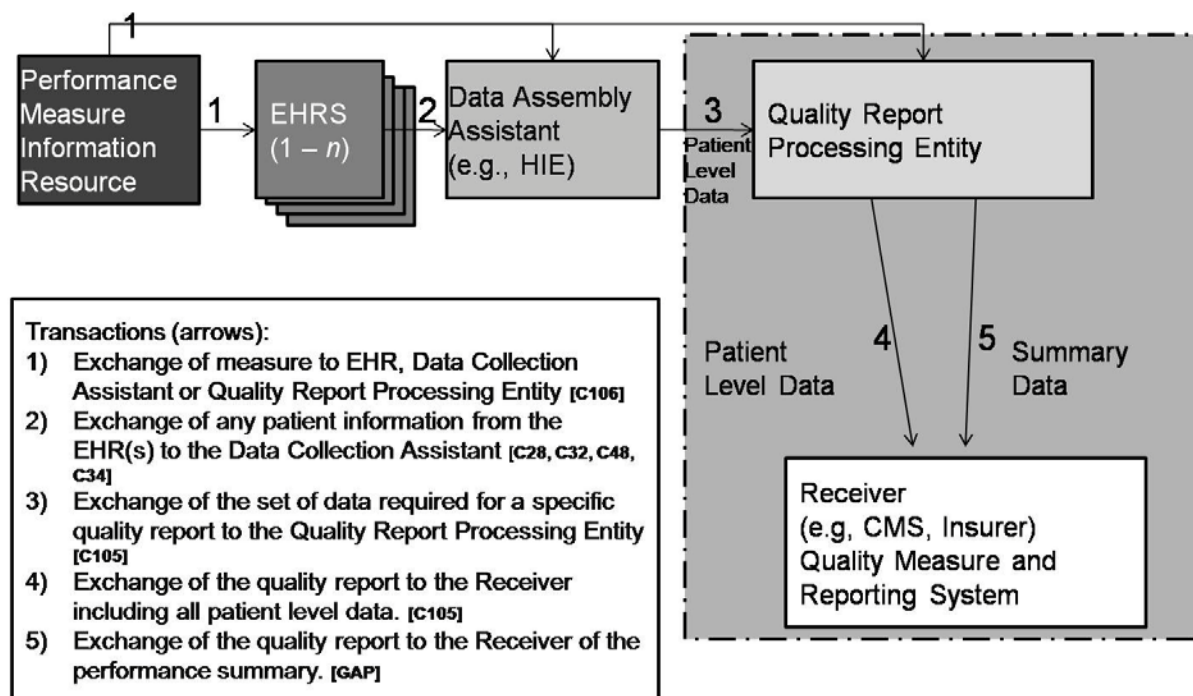 1
Performance
Measure
Information
Resource
1
EHRS
(1 – n)
2
Data Assembly
Assistant
(e.g., HIE)
3
Patient
Level
Data
Quality Report
Processing Entity
Patient
Level Data
4
5
Summary
Data
Receiver
(e.g, CMS, Insurer)
Quality Measure and
Reporting System
Transactions (arrows):
1) Exchange of measure to EHR, Data Collection
Assistant or Quality Report Processing Entity [C106]
2) Exchange of any patient information from the
EHR(s) to the Data Collection Assistant [C28, C32, C48,
C34]
3) Exchange of the set of data required for a specific
quality report to the Quality Report Processing Entity
[C105]
4) Exchange of the quality report to the Receiver
including all patient level data. [C105]
5) Exchange of the quality report to the Receiver of the
performance summary. [GAP]